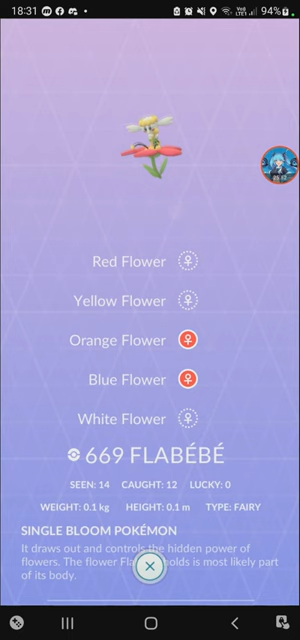 18:31 94%
Red Flower
Yellow Flower
Orange Flower
Blue Flower
White Flower
669 FLABÉBÉ
SEEN: 14 CAUGHT: 12 LUCKY: 0
WEIGHT: 0.1 kg HEIGHT: 0.1 m TYPE: FAIRY
SINGLE BLOOM POKÉMON
It draws out and controls the hidden power of
flowers. The flower Fla holds is most likely part
of its body.